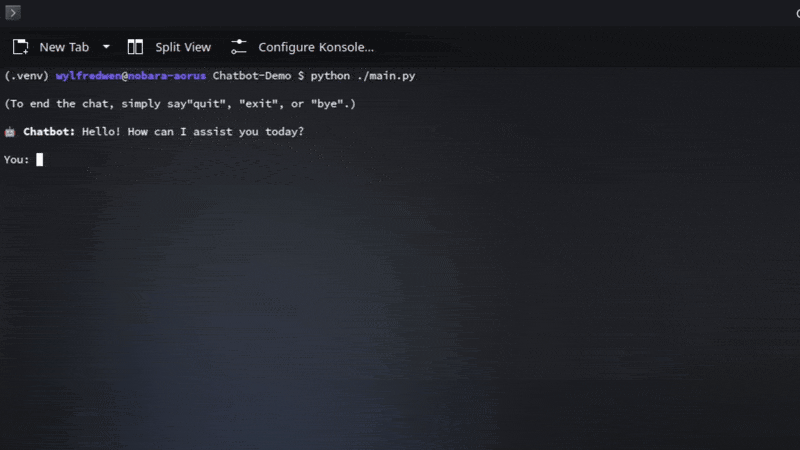 New Tab Split View Configure Konsole...
(.venv) wylfredwen@nobara-aorus Chatbot-Demo $ python ./main.py
(To end the chat, simply say"quit", "exit", or "bye".)
🤖 Chatbot: Hello! How can I assist you today?
You: